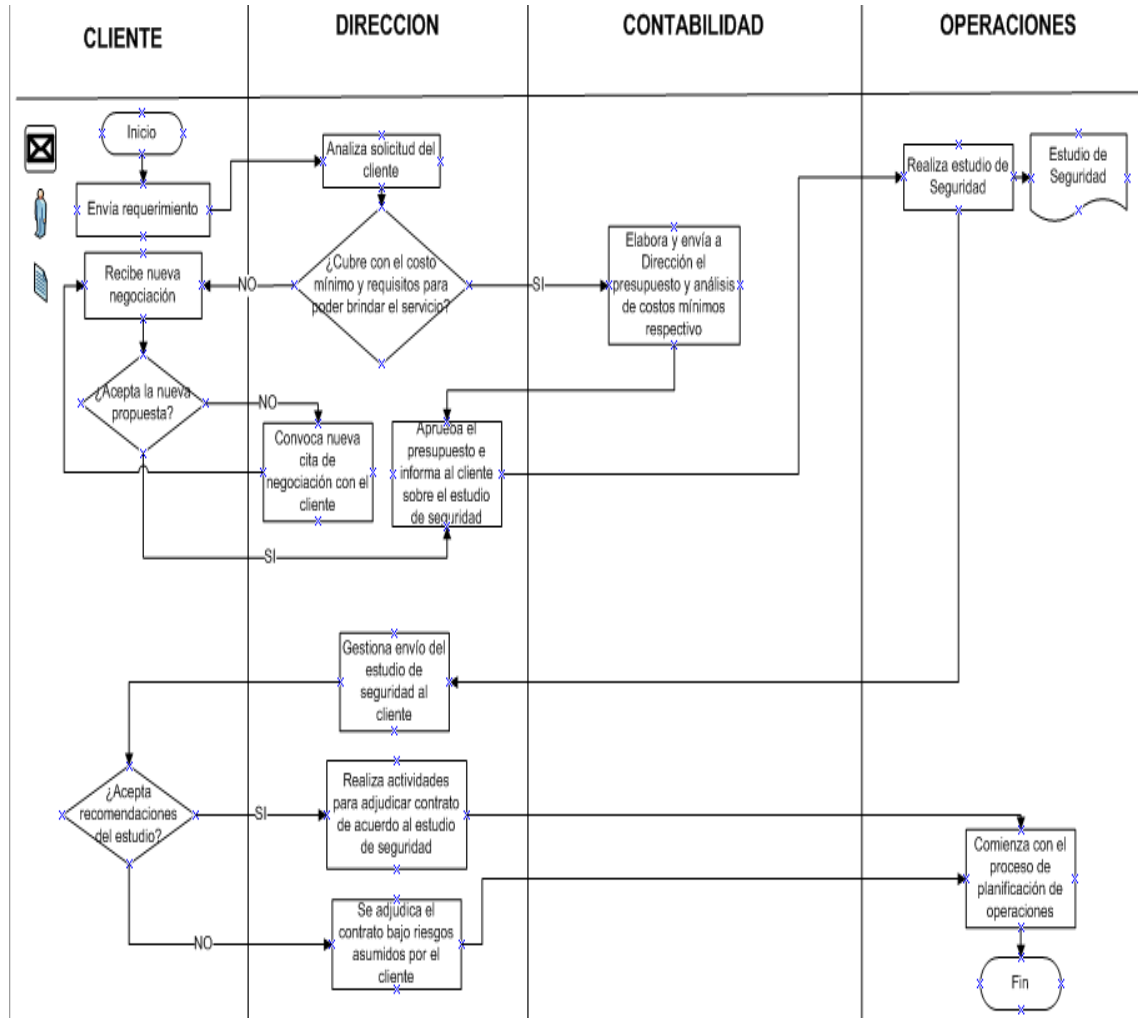 CLIENTE
DIRECCION
CONTABILIDAD
OPERACIONES
Inicio
Envía requerimiento
Analiza solicitud del
cliente
Realiza estudio de
Seguridad
Estudio de
Seguridad
Recibe nueva
negociación
NO
¿Cubre con el costo
mínimo y requisitos para
poder brindar el servicio?
SI
Elabora y envía a
Dirección el
presupuesto y análisis
de costos mínimos
respectivo
¿Acepta la nueva
propuesta?
NO
Convoca nueva
cita de
negociación con el
cliente
Aprueba el
presupuesto e
informa al cliente
sobre el estudio
de seguridad
SI
Gestiona envío del
estudio de
seguridad al
cliente
¿Acepta
recomendaciones
del estudio?
SI
Realiza actividades
para adjudicar contrato
de acuerdo al estudio
de seguridad
Comienza con el
proceso de
planificación de
operaciones
NO
Se adjudica el
contrato bajo riesgos
asumidos por el
cliente
Fin